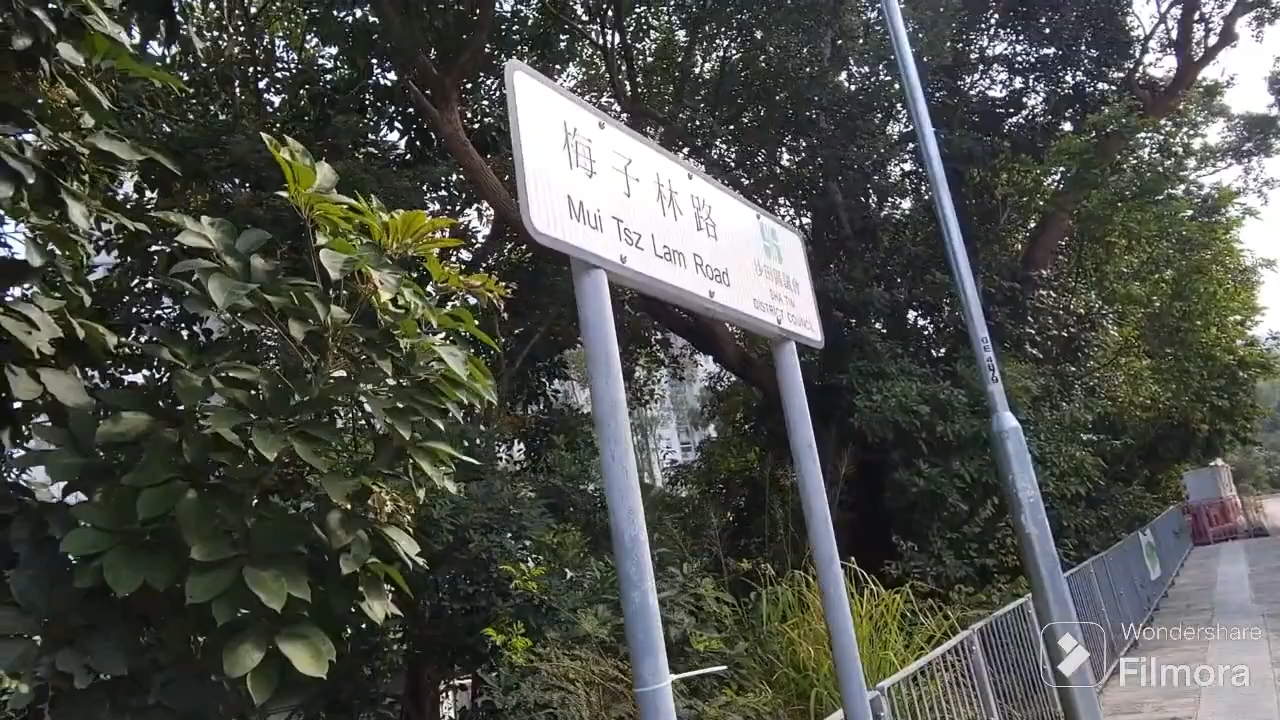 梅子林路
Mui Tsz Lam Road
沙田區議會
SHA TIN
DISTRICT COUNCIL
Wondershare
Filmora